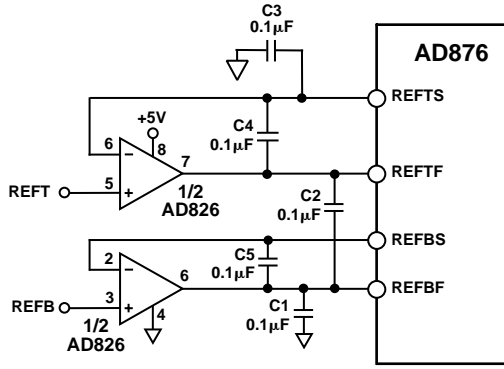 C3
0.1µF
AD876
REFTS
+5V
C4
0.1µF
6
8
7
REFTF
REFT
5
1/2
AD826
C2
0.1µF
REFBS
2
C5
0.1µF
6
REFBF
REFB
3
4
C1
0.1µF
1/2
AD826